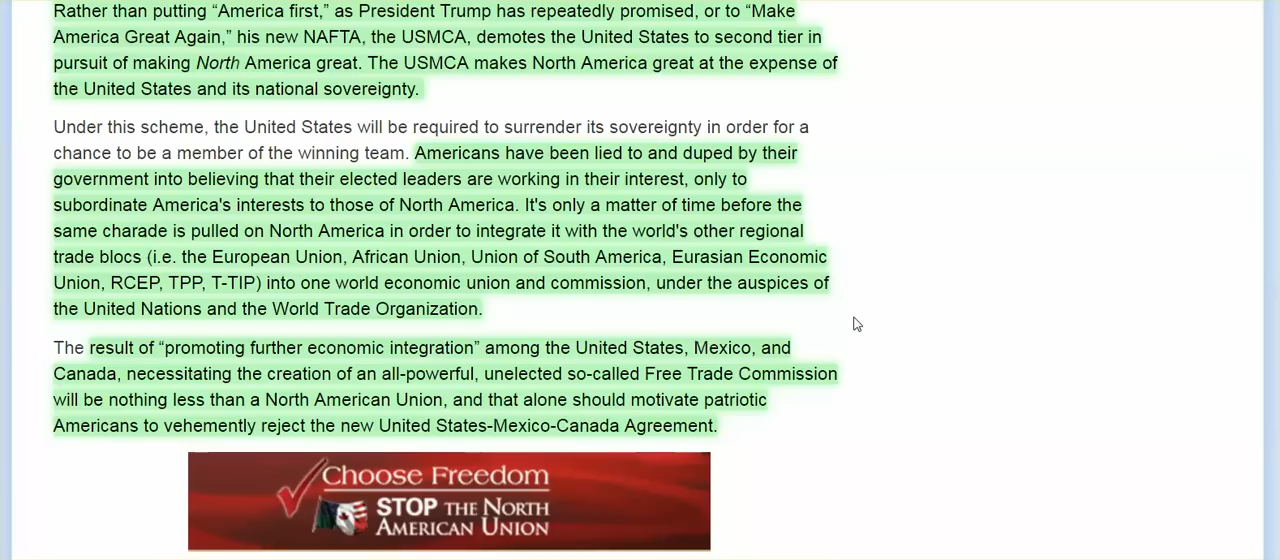 Rather than putting “America first,” as President Trump has repeatedly promised, or to “Make
America Great Again,” his new NAFTA, the USMCA, demotes the United States to second tier in
pursuit of making North America great. The USMCA makes North America great at the expense of
the United States and its national sovereignty.
Under this scheme, the United States will be required to surrender its sovereignty in order for a
chance to be a member of the winning team. Americans have been lied to and duped by their
government into believing that their elected leaders are working in their interest, only to
subordinate America's interests to those of North America. It's only a matter of time before the
same charade is pulled on North America in order to integrate it with the world's other regional
trade blocs (i.e. the European Union, African Union, Union of South America, Eurasian Economic
Union, RCEP, TPP, T-TIP) into one world economic union and commission, under the auspices of
the United Nations and the World Trade Organization.
The result of “promoting further economic integration” among the United States, Mexico, and
Canada, necessitating the creation of an all-powerful, unelected so-called Free Trade Commission
will be nothing less than a North American Union, and that alone should motivate patriotic
Americans to vehemently reject the new United States-Mexico-Canada Agreement.
Choose Freedom
STOP THE NORTH
AMERICAN UNION